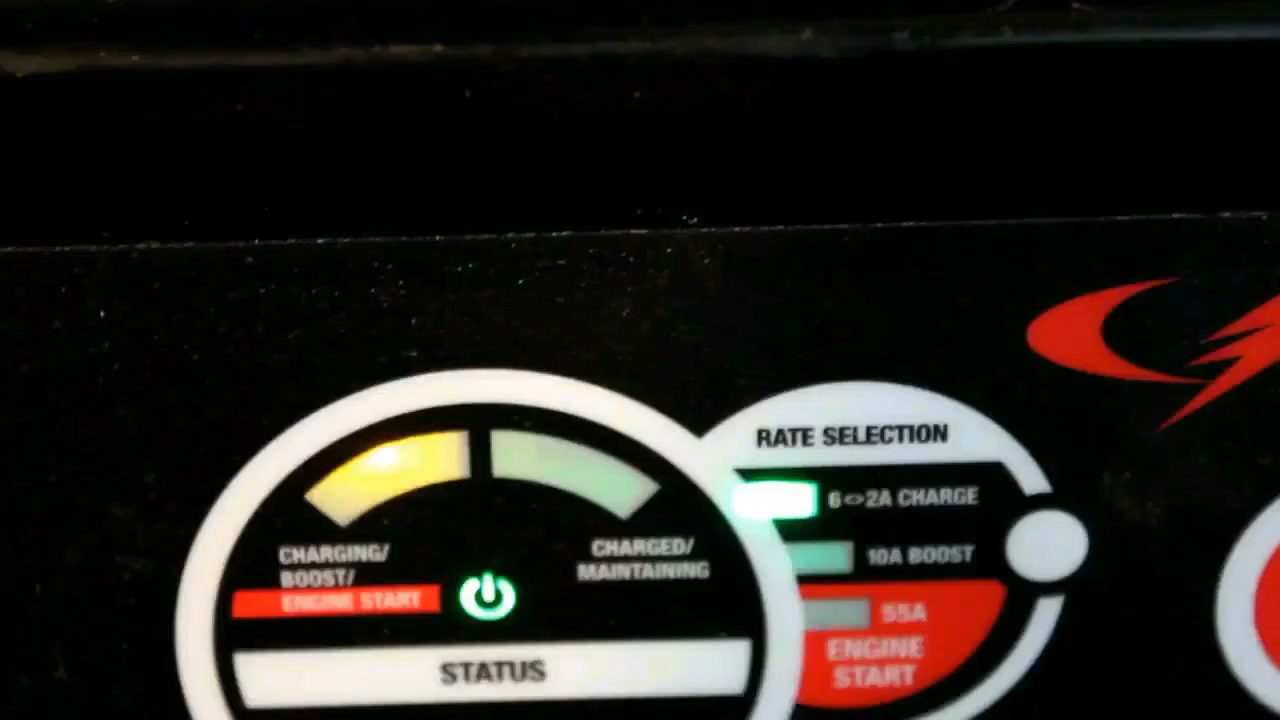 RATE SELECTION
6<>2A CHARGE
10A BOOST
55A
ENGINE
START
CHARGING/
BOOST/
ENGINE START
CHARGED/
MAINTAINING
STATUS